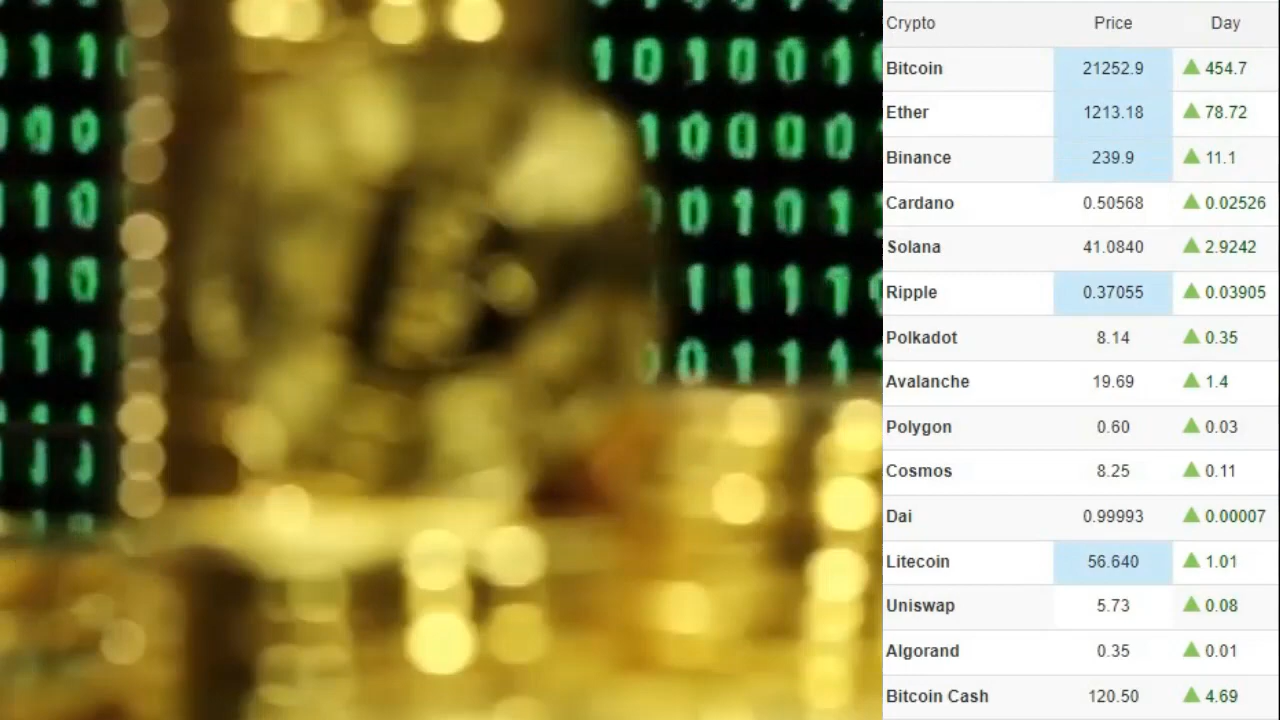 Crypto Price Day
Bitcoin 21252.9 454.7
Ether 1213.18 78.72
Binance 239.9 11.1
Cardano 0.50568 0.02526
Solana 41.0840 2.9242
Ripple 0.37055 0.03905
Polkadot 8.14 0.35
Avalanche 19.69 1.4
Polygon 0.60 0.03
Cosmos 8.25 0.11
Dai 0.99993 0.00007
Litecoin 56.640 1.01
Uniswap 5.73 0.08
Algorand 0.35 0.01
Bitcoin Cash 120.50 4.69